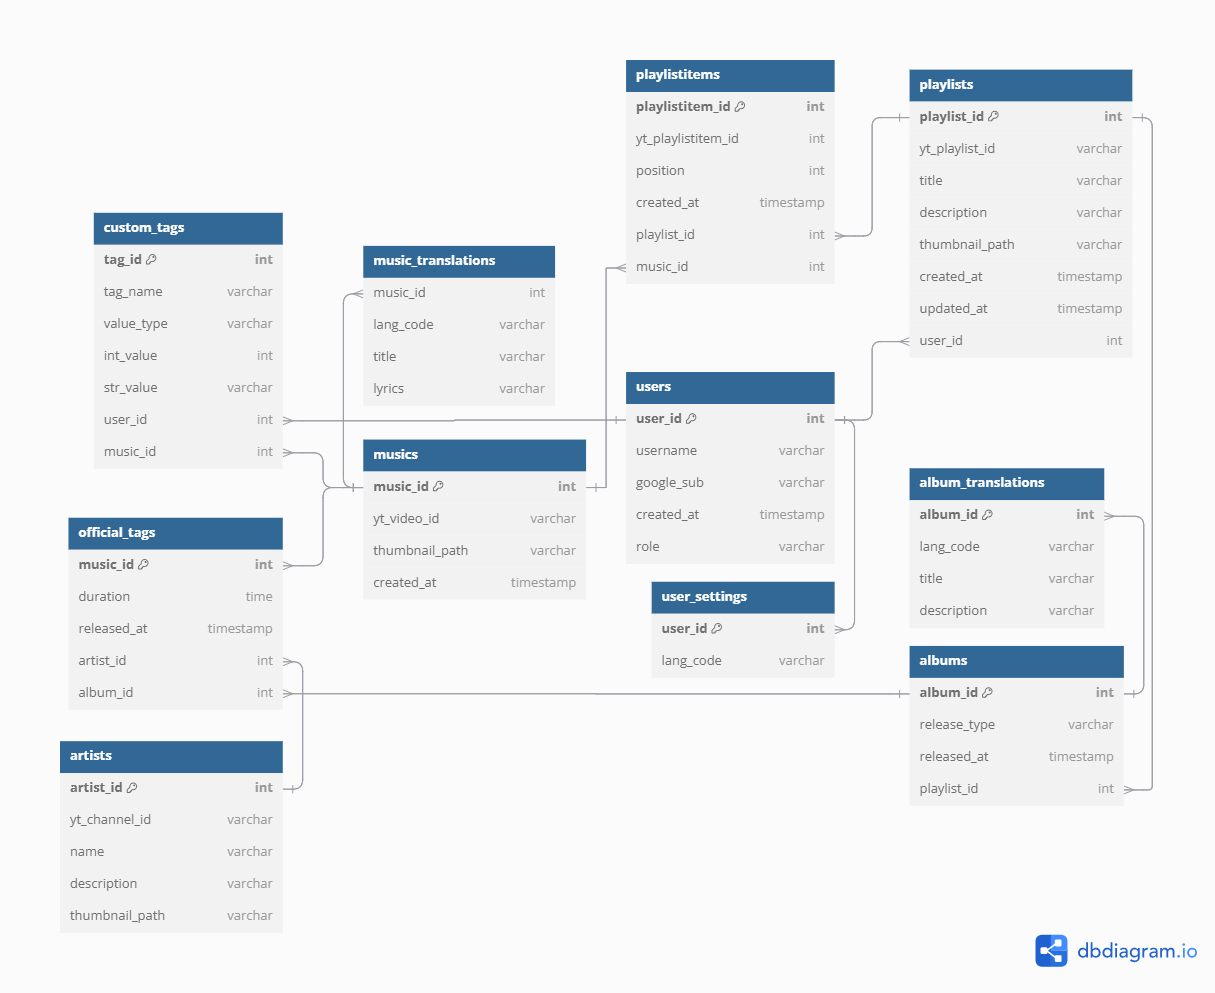 playlistitems
playlistitem_id int
yt_playlistitem_id int
position int
created_at timestamp
playlist_id int
music_id int
playlists
playlist_id int
yt_playlist_id varchar
title varchar
description varchar
thumbnail_path varchar
created_at timestamp
updated_at timestamp
user_id int
custom_tags
tag_id int
tag_name varchar
value_type varchar
int_value int
str_value varchar
user_id int
music_id int
music_translations
music_id int
lang_code varchar
title varchar
lyrics varchar
users
user_id int
username varchar
google_sub varchar
created_at timestamp
role varchar
musics
music_id int
yt_video_id varchar
thumbnail_path varchar
created_at timestamp
album_translations
album_id int
lang_code varchar
title varchar
description varchar
official_tags
music_id int
duration time
released_at timestamp
artist_id int
album_id int
user_settings
user_id int
lang_code varchar
albums
album_id int
release_type varchar
released_at timestamp
playlist_id int
artists
artist_id int
yt_channel_id varchar
name varchar
description varchar
thumbnail_path varchar
dbdiagram.io